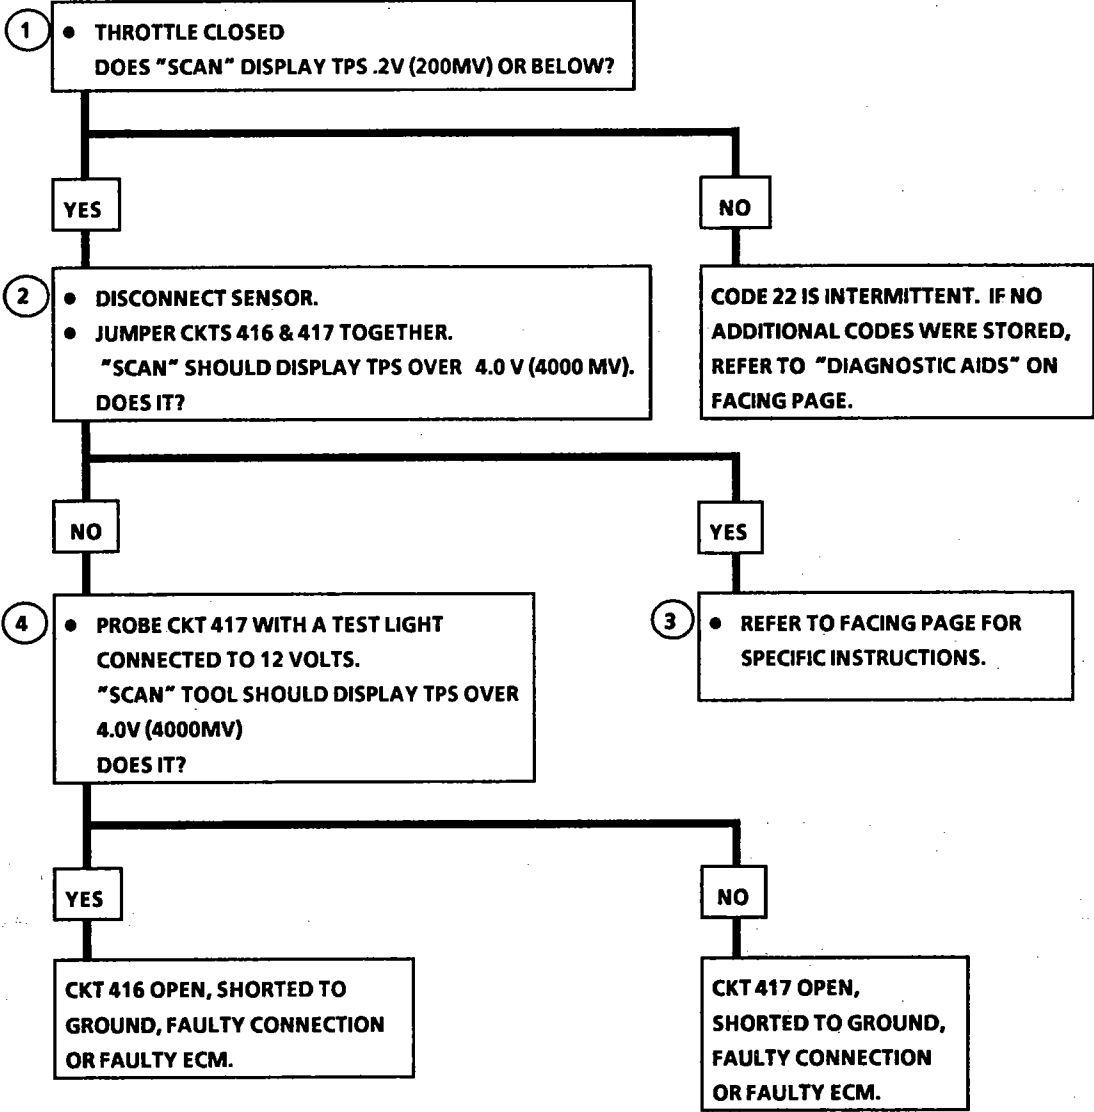 1
● THROTTLE CLOSED
DOES "SCAN" DISPLAY TPS .2V (200MV) OR BELOW?
YES
NO
2
● DISCONNECT SENSOR.
● JUMPER CKTS 416 & 417 TOGETHER.
"SCAN" SHOULD DISPLAY TPS OVER 4.0 V (4000 MV).
DOES IT?
CODE 22 IS INTERMITTENT. IF NO
ADDITIONAL CODES WERE STORED,
REFER TO "DIAGNOSTIC AIDS" ON
FACING PAGE.
NO
YES
4
● PROBE CKT 417 WITH A TEST LIGHT
CONNECTED TO 12 VOLTS.
"SCAN" TOOL SHOULD DISPLAY TPS OVER
4.0V (4000MV)
DOES IT?
3
● REFER TO FACING PAGE FOR
SPECIFIC INSTRUCTIONS.
YES
NO
CKT 416 OPEN, SHORTED TO
GROUND, FAULTY CONNECTION
OR FAULTY ECM.
CKT 417 OPEN,
SHORTED TO GROUND,
FAULTY CONNECTION
OR FAULTY ECM.